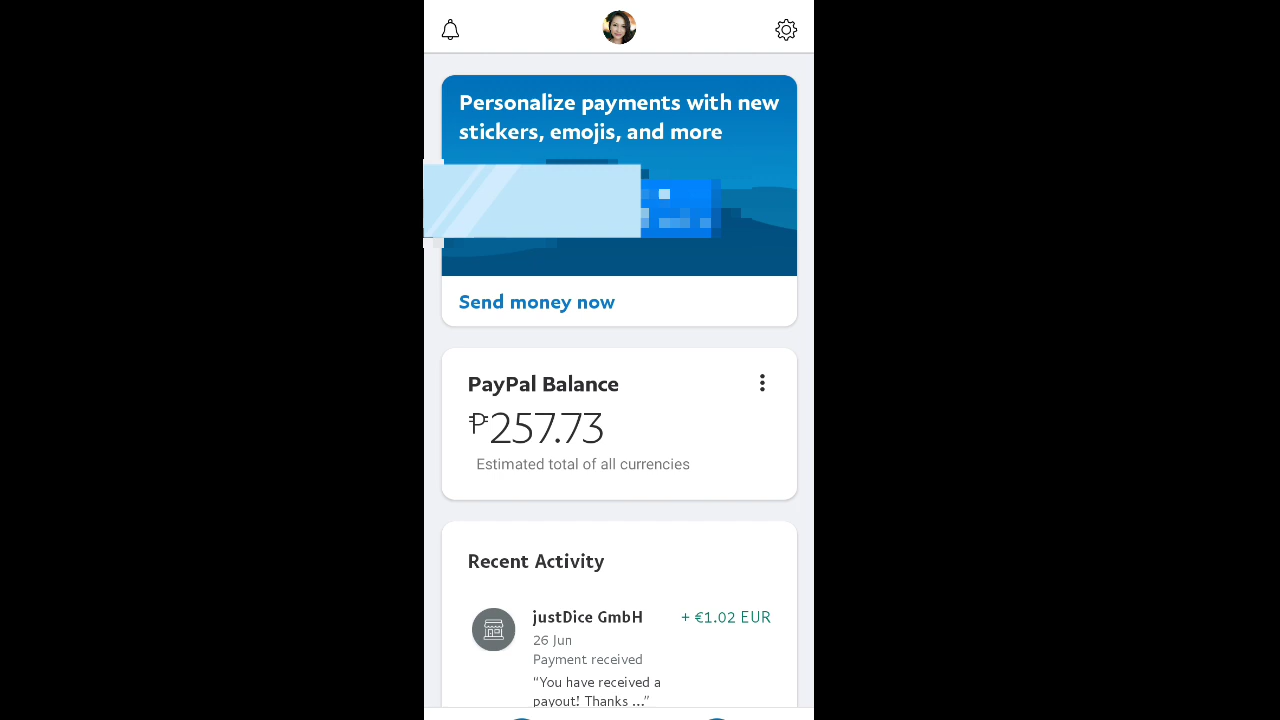 Personalize payments with new
stickers, emojis, and more
Send money now
PayPal Balance
₱257.73
Estimated total of all currencies
Recent Activity
justDice GmbH + €1.02 EUR
26 Jun
Payment received
“You have received a
payout! Thanks ...”